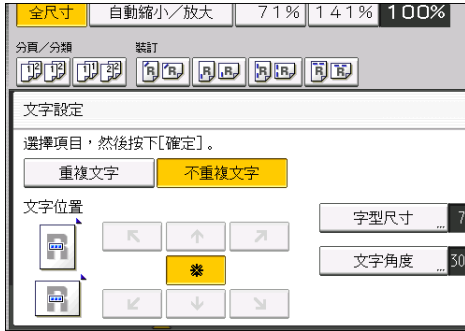 全尺寸 自動縮小／放大 71% 141% 100%
分頁／分類 裝訂
文字設定
選擇項目，然後按下[確定]。
重複文字 不重複文字
文字位置
字型尺寸 7
文字角度 30